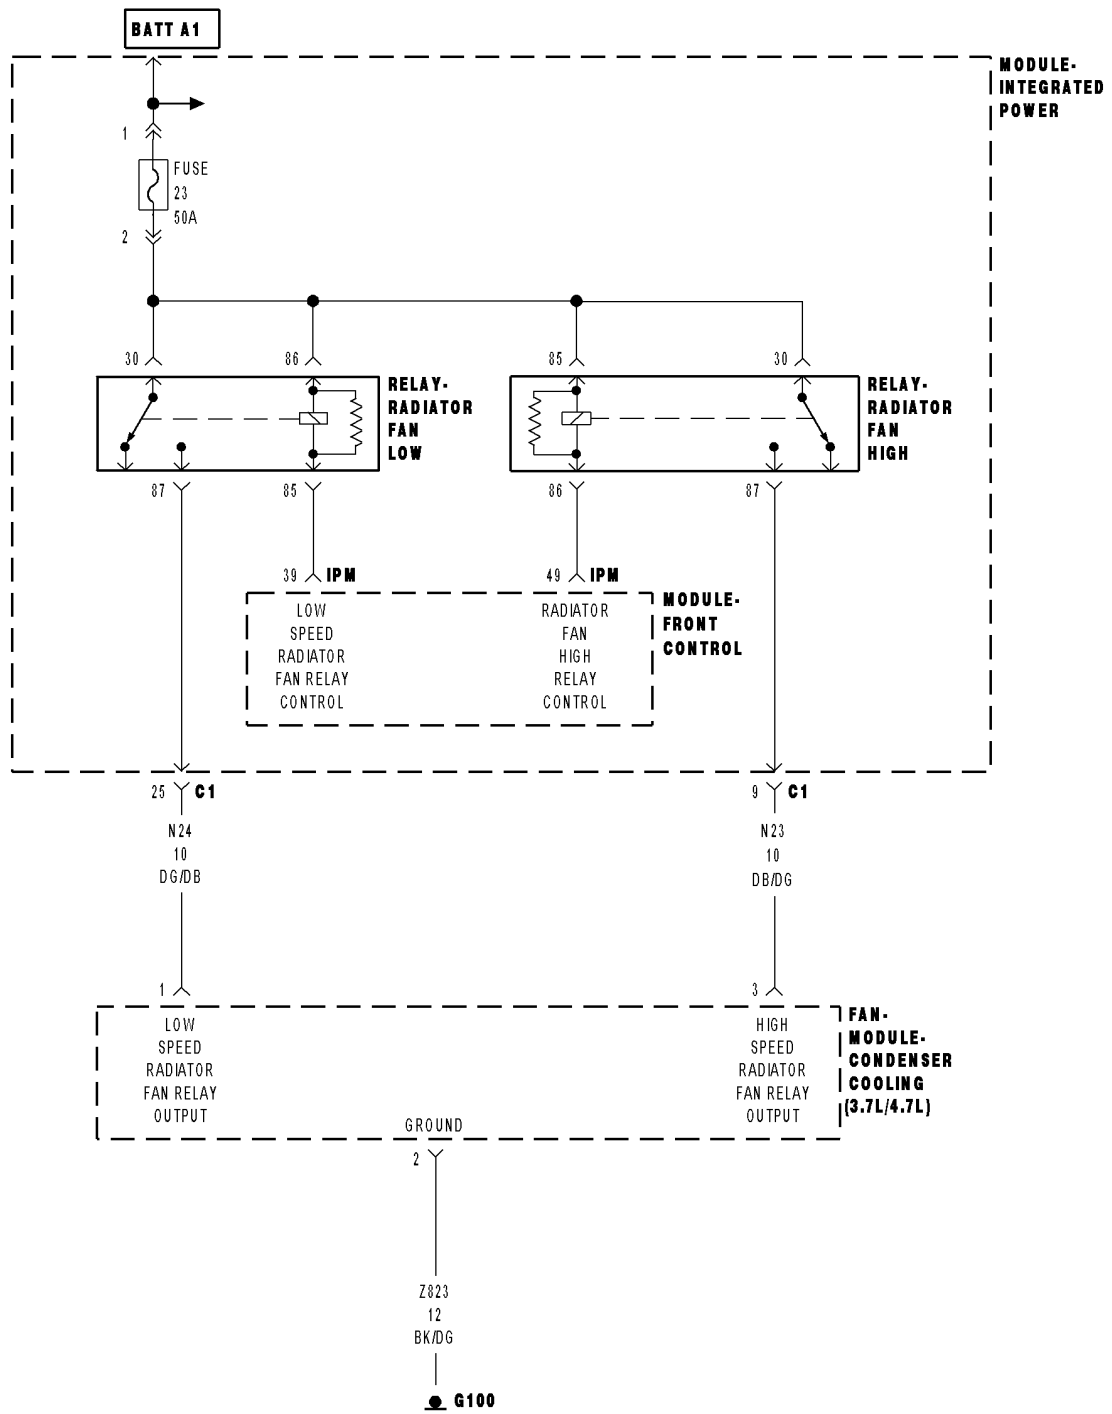 BATT A1
MODULE-
INTEGRATED
POWER
1
FUSE
23
50A
2
30
86
85
30
RELAY-
RADIATOR
FAN
LOW
RELAY-
RADIATOR
FAN
HIGH
87
85
86
87
39 IPM
49 IPM
LOW
SPEED
RADIATOR
FAN RELAY
CONTROL
RADIATOR
FAN
HIGH
RELAY
CONTROL
MODULE-
FRONT
CONTROL
25 C1
9 C1
N24
10
DG/DB
N23
10
DB/DG
1
3
LOW
SPEED
RADIATOR
FAN RELAY
OUTPUT
HIGH
SPEED
RADIATOR
FAN RELAY
OUTPUT
FAN-
MODULE-
CONDENSER
COOLING
(3.7L/4.7L)
GROUND
2
Z823
12
BK/DG
G100